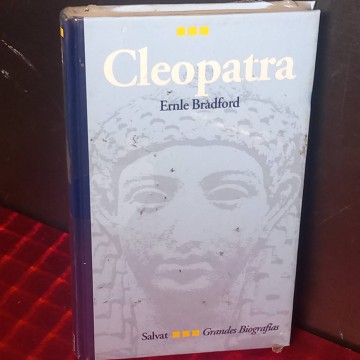 Cleopatra
Ernle Bradford
Salvat Grandes Biografías